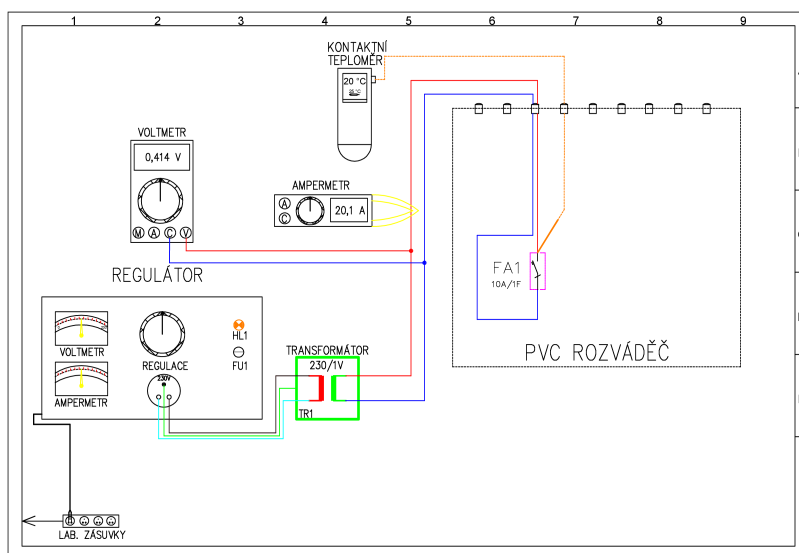 1 2 3 4 5 6 7 8 9
KONTAKTNÍ
TEPLOMĚR
20 °C
VOLTMETR
0,414 V
M A C V
AMPERMETR
A
C
20,1 A
REGULÁTOR
FA1
10A/1F
PVC ROZVÁDĚČ
VOLTMETR
AMPERMETR
REGULACE
230V
HL1
FU1
TRANSFORMÁTOR
230/1V
TR1
LAB. ZÁSUVKY